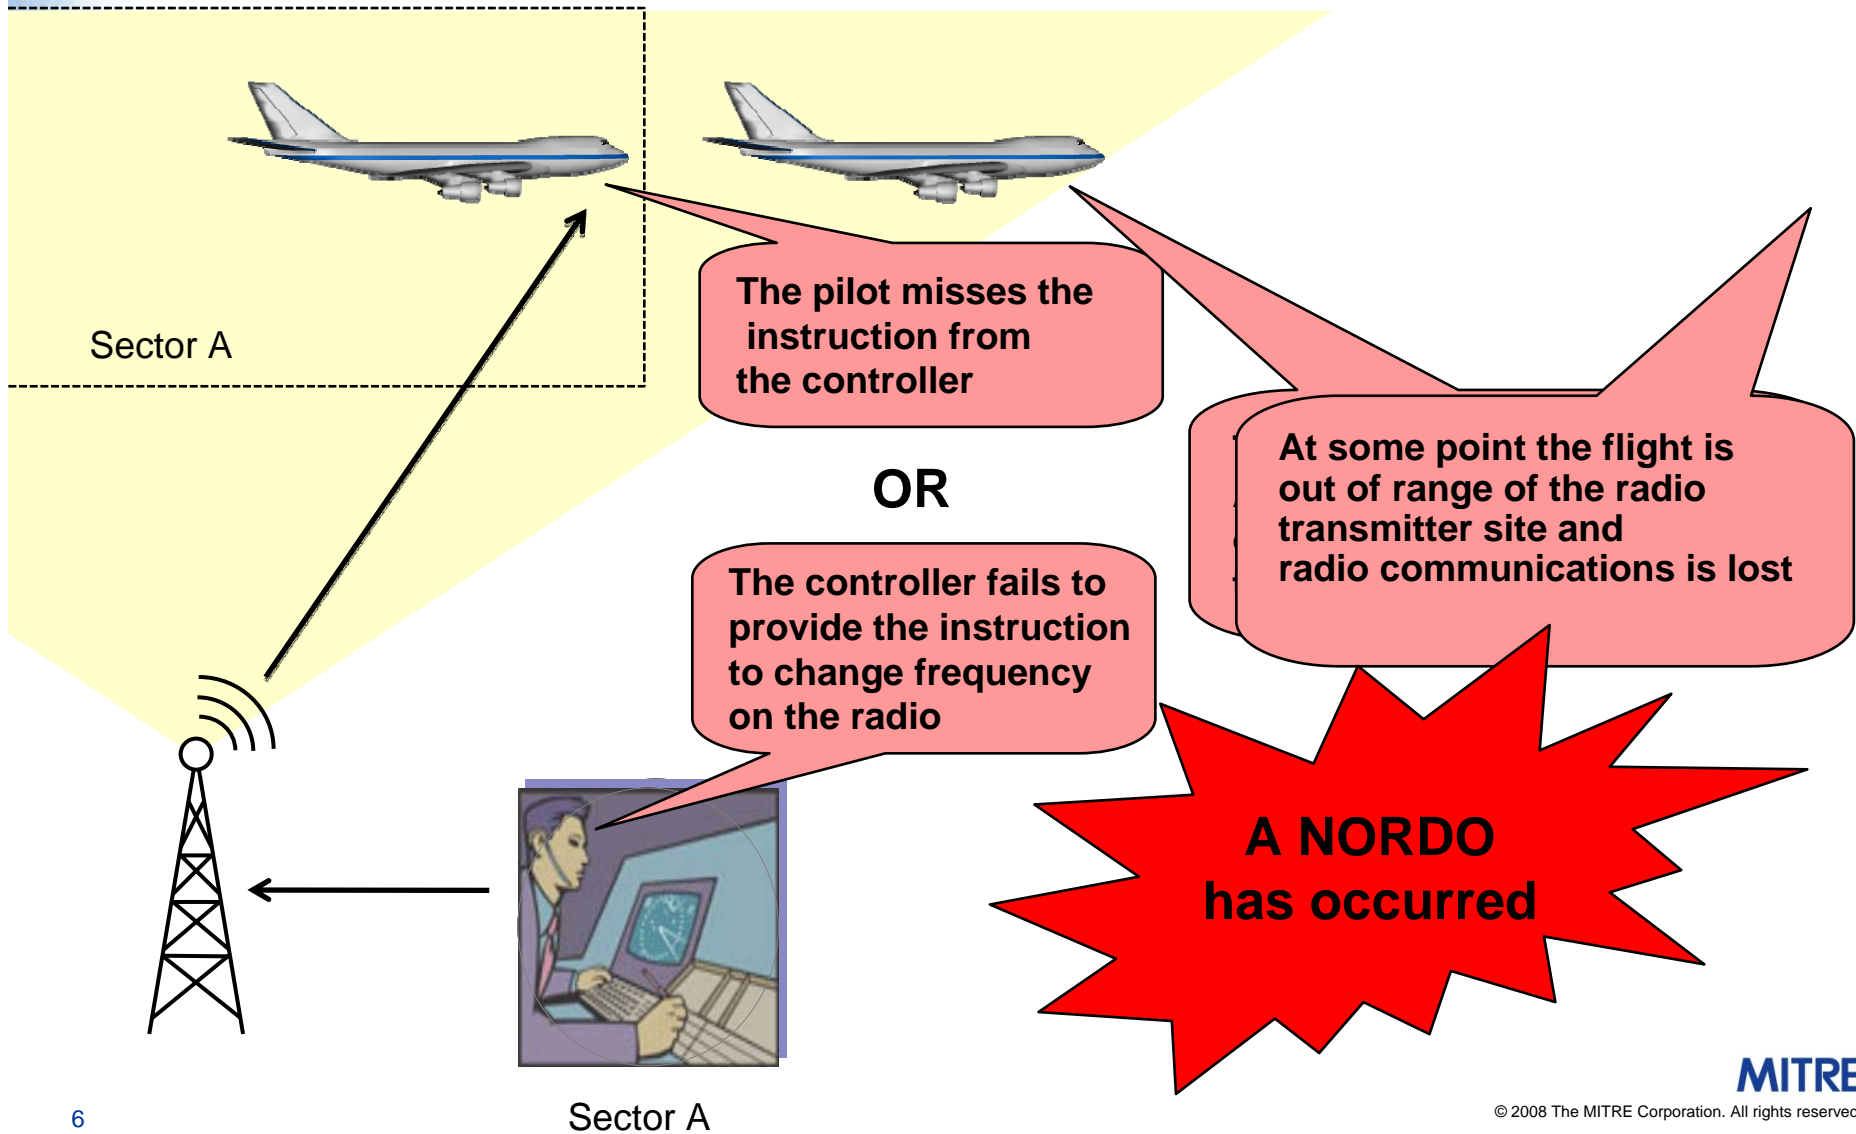 The pilot misses the
instruction from
the controller
Sector A
At some point the flight is
out of range of the radio
transmitter site and
radio communications is lost
OR
The controller fails to
provide the instruction
to change frequency
on the radio
A NORDO
has occurred
Sector A
MITRE
6
© 2008 The MITRE Corporation. All rights reserved